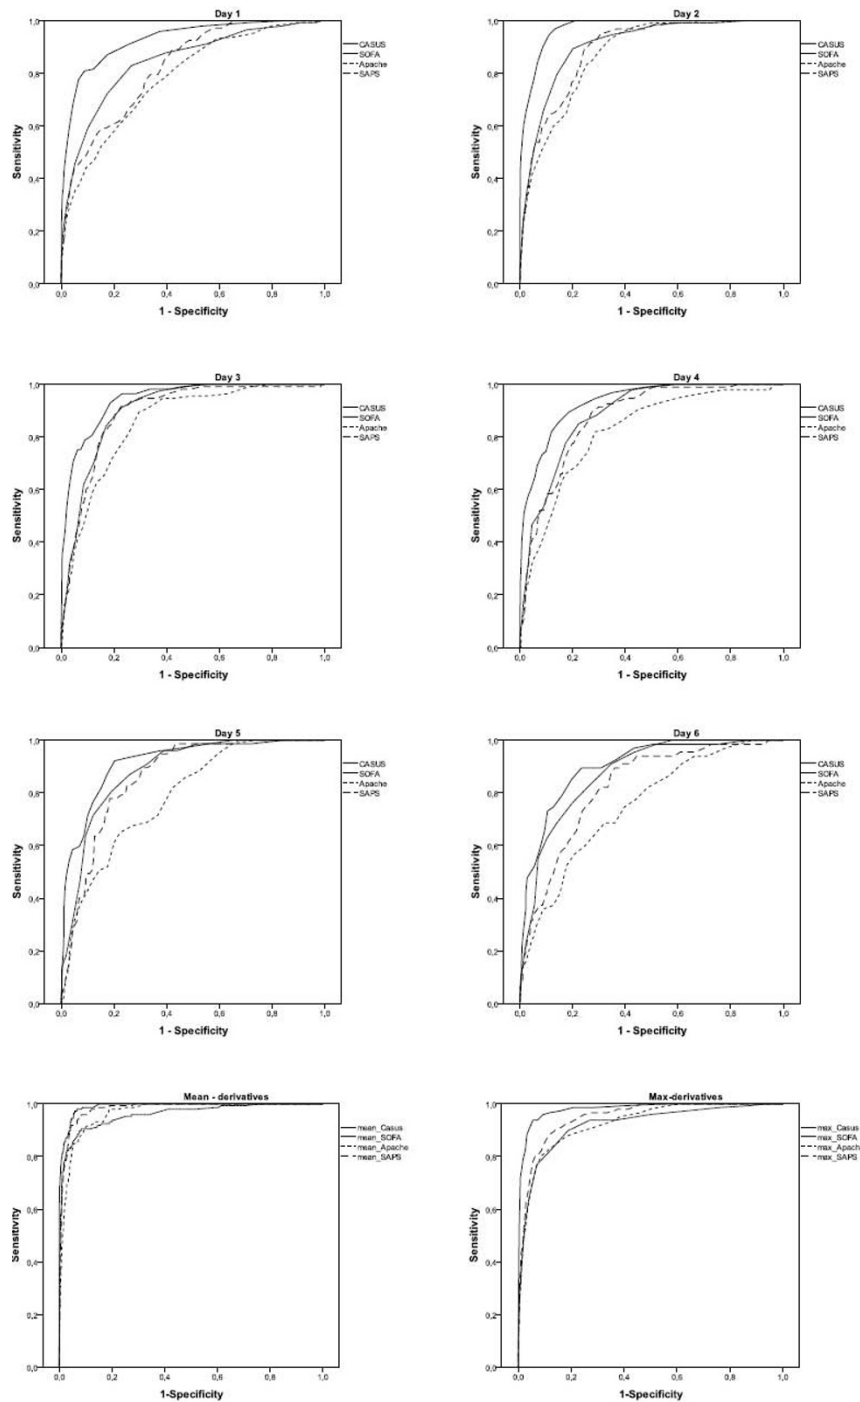 Day 1
1,0
0,8
0,6
0,4
0,2
0,0
Sensitivity
0,0 0,2 0,4 0,6 0,8 1,0
1 - Specificity
CASUS
SOFA
Apache
SAPS
Day 2
1,0
0,8
0,6
0,4
0,2
0,0
Sensitivity
0,0 0,2 0,4 0,6 0,8 1,0
1 - Specificity
CASUS
SOFA
Apache
SAPS
Day 3
1,0
0,8
0,6
0,4
0,2
0,0
Sensitivity
0,0 0,2 0,4 0,6 0,8 1,0
1 - Specificity
CASUS
SOFA
Apache
SAPS
Day 4
1,0
0,8
0,6
0,4
0,2
0,0
Sensitivity
0,0 0,2 0,4 0,6 0,8 1,0
1 - Specificity
CASUS
SOFA
Apache
SAPS
Day 5
1,0
0,8
0,6
0,4
0,2
0,0
Sensitivity
0,0 0,2 0,4 0,6 0,8 1,0
1 - Specificity
CASUS
SOFA
Apache
SAPS
Day 6
1,0
0,8
0,6
0,4
0,2
0,0
Sensitivity
0,0 0,2 0,4 0,6 0,8 1,0
1 - Specificity
CASUS
SOFA
Apache
SAPS
Mean - derivatives
1,0
0,8
0,6
0,4
0,2
0,0
Sensitivity
0,0 0,2 0,4 0,6 0,8 1,0
1-Specificity
mean_Casus
mean_SOFA
mean_Apache
mean_SAPS
Max-derivatives
1,0
0,8
0,6
0,4
0,2
0,0
Sensitivity
0,0 0,2 0,4 0,6 0,8 1,0
1-Specificity
max_Casus
max_SOFA
max_Apache
max_SAPS